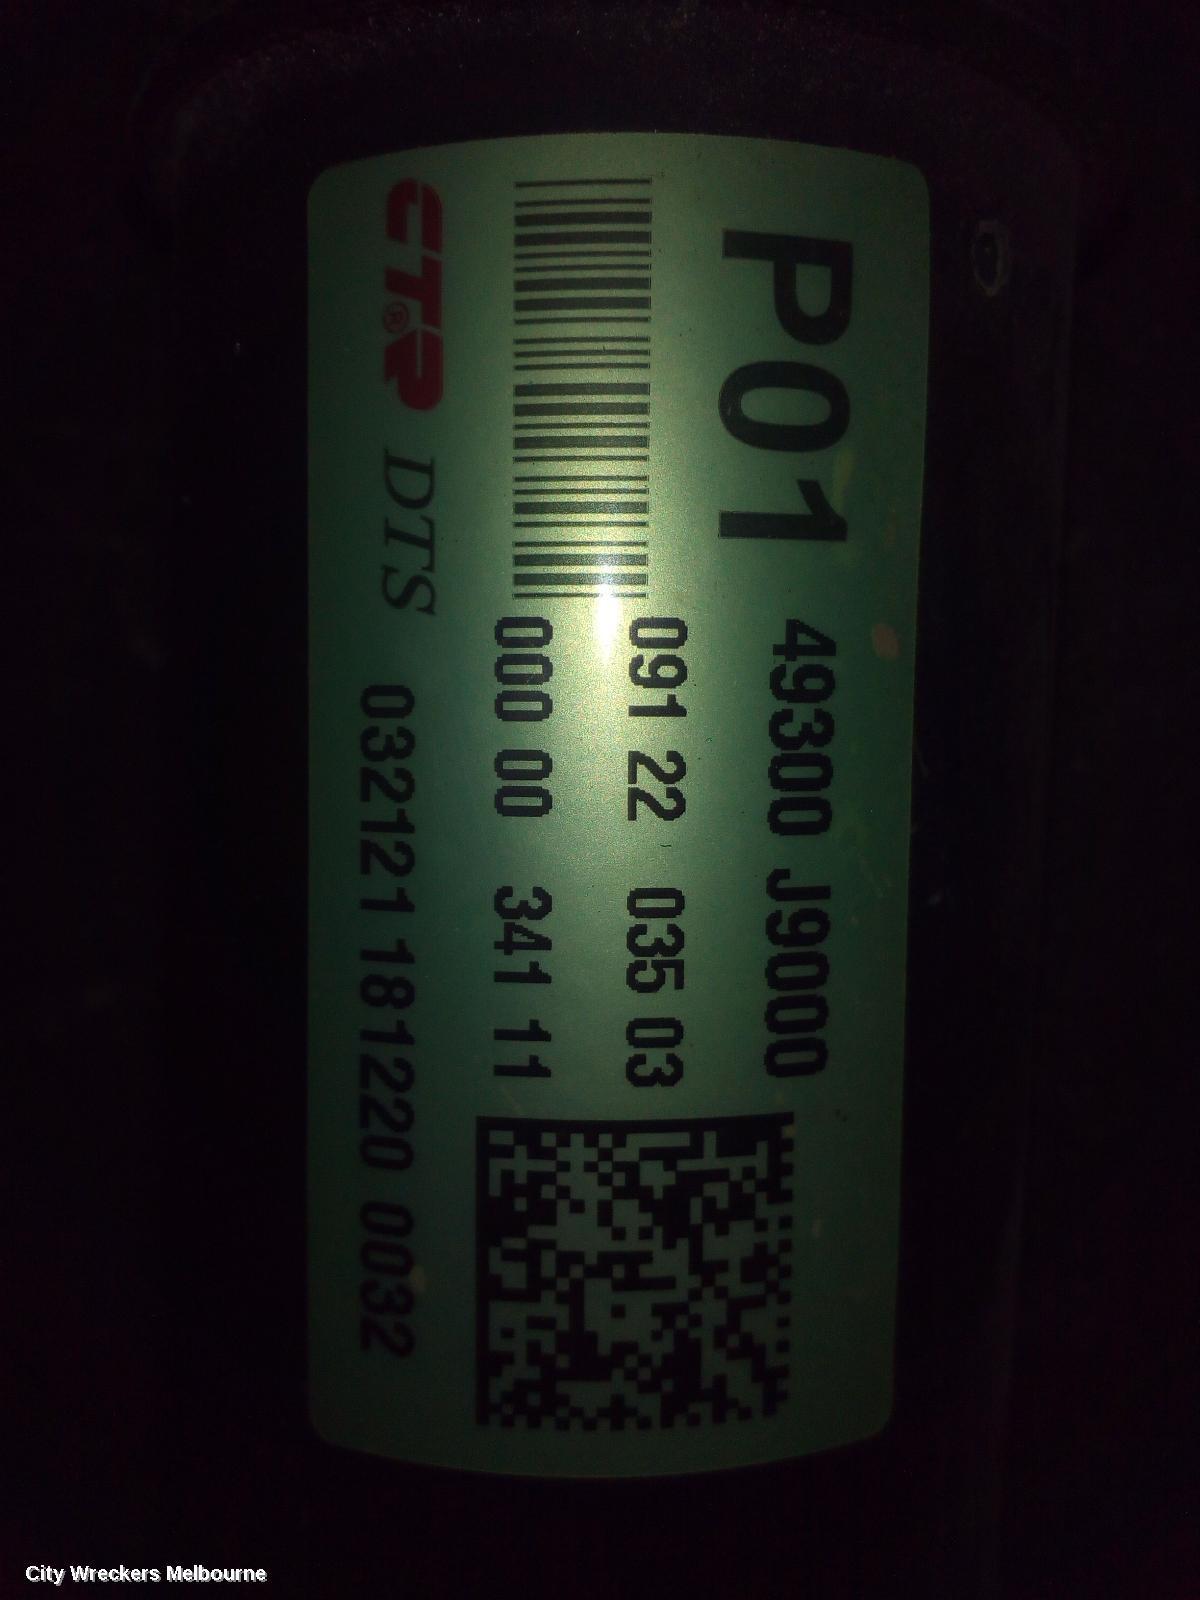 P01 49300 J9000
091 22 035 03
000 00 341 11
CTR® DTS 032121 181220 0032
City Wreckers Melbourne